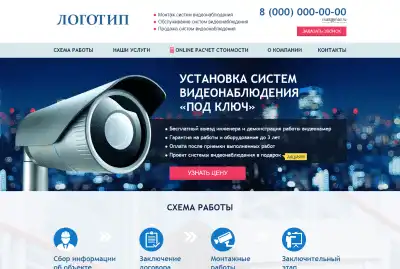 ЛОГОТИП
Монтаж систем видеонаблюдения
Обслуживание систем видеонаблюдения
Продажа систем видеонаблюдения
8 (000) 000-00-00
mail@mail.ru
ЗАКАЗАТЬ ЗВОНОК
СХЕМА РАБОТЫ
НАШИ УСЛУГИ
ONLINE РАСЧЕТ СТОИМОСТИ
О КОМПАНИИ
КОНТАКТЫ
УСТАНОВКА СИСТЕМ
ВИДЕОНАБЛЮДЕНИЯ
«ПОД КЛЮЧ»
Бесплатный выезд инженера и демонстрация работы видеокамер
Гарантия на работы и оборудование до 3 лет
Оплата после приемки выполненных работ
Проект системы видеонаблюдения в подарок АКЦИЯ
УЗНАТЬ ЦЕНУ
СХЕМА РАБОТЫ
Сбор информации
об объекте
Заключение
договора
Монтажные
работы
Заключительный
этап